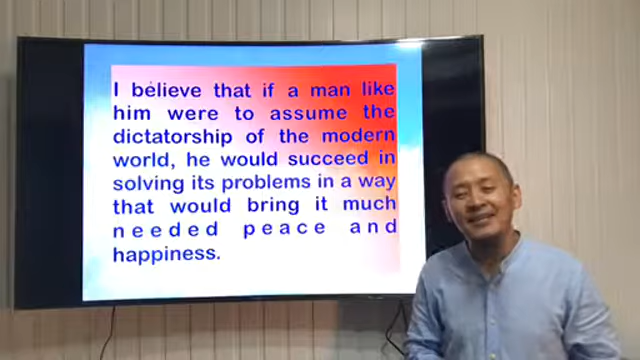 I believe that if a man like
him were to assume the
dictatorship of the modern
world, he would succeed in
solving its problems in a way
that would bring it much
needed peace and
happiness.